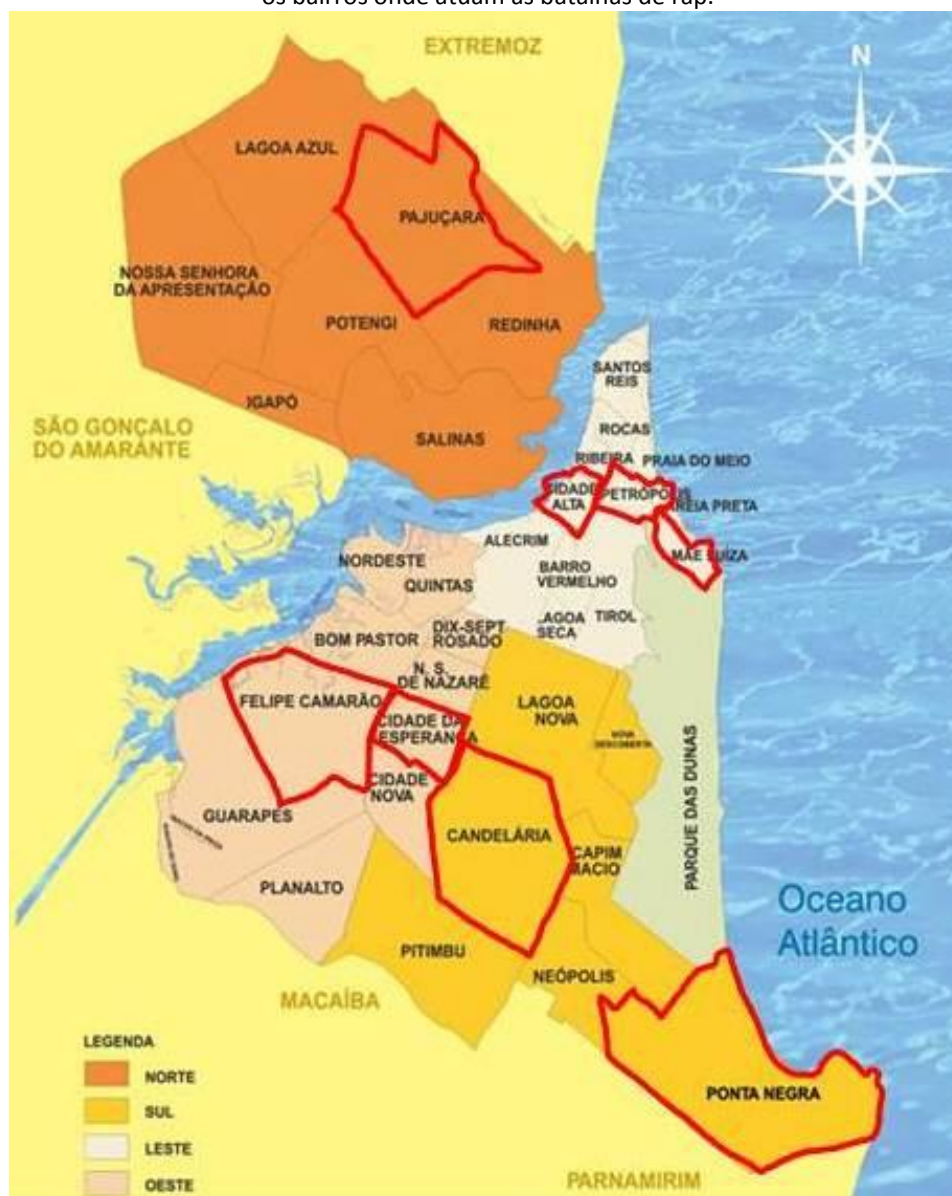 os bairros onde atuam as batalhas de rap.
EXTREMOZ
N
LAGOA AZUL
PAJUÇARA
NOSSA SENHORA
DA APRESENTAÇÃO
POTENGI
REDINHA
SANTOS
REIS
IGAPÓ
SÃO GONÇALO
DO AMARANTE
SALINAS
ROCAS
RIBEIRA
PRAIA DO MEIO
CIDADE
ALTA
PETRÓPOLIS
AREIA PRETA
MÃE LUÍZA
ALECRIM
NORDESTE
QUINTAS
BARRO
VERMELHO
LAGOA
SECA
TIROL
DIX-SEPT
ROSADO
BOM PASTOR
N. S.
DE NAZARÉ
FELIPE CAMARÃO
CIDADE DA
ESPERANÇA
LAGOA
NOVA
NOVA
DESCOBERTA
CIDADE
NOVA
GUARAPES
CANDELÁRIA
CAPIM
MACIO
PARQUE DAS DUNAS
PLANALTO
PITIMBU
NEÓPOLIS
Oceano
Atlântico
MACAÍBA
PONTA NEGRA
PARNAMIRIM
LEGENDA
NORTE
SUL
LESTE
OESTE